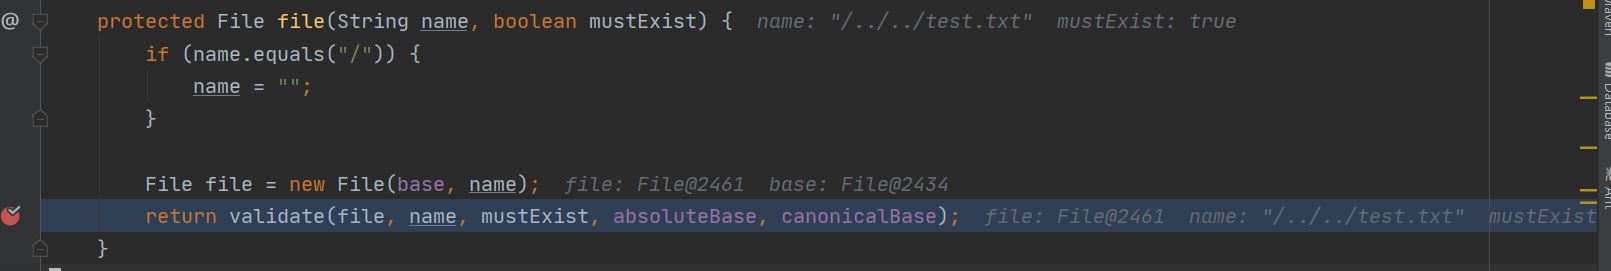 @ protected File file(String name, boolean mustExist) { name: "/../../test.txt" mustExist: true
if (name.equals("/")) {
name = "";
}
File file = new File(base, name); file: File@2461 base: File@2434
return validate(file, name, mustExist, absoluteBase, canonicalBase); file: File@2461 name: "/../../test.txt" mustExist
}
Database